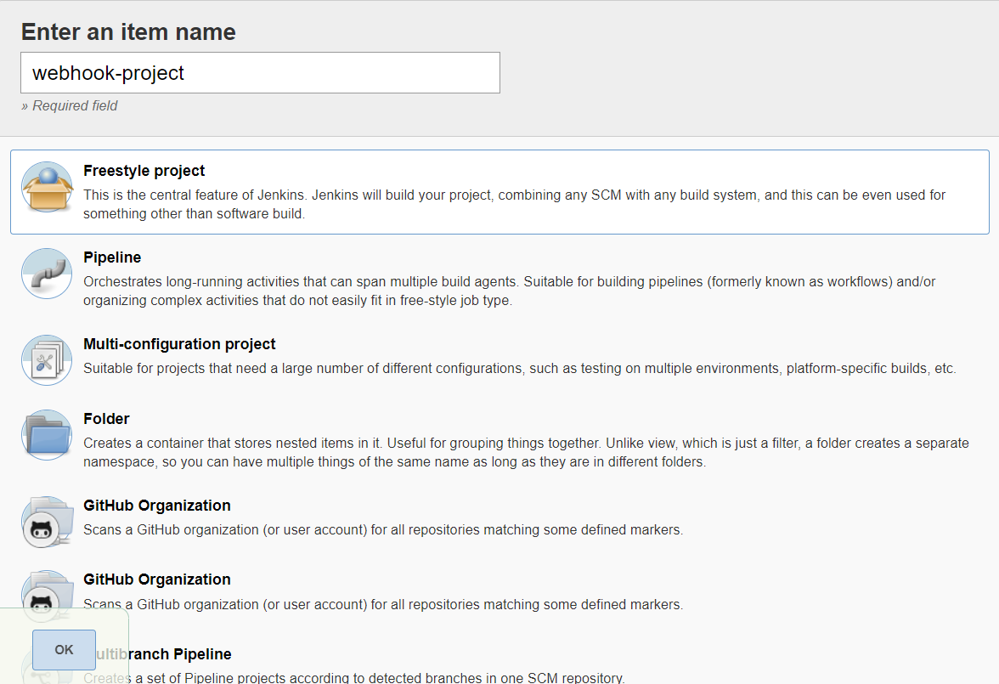 Enter an item name
webhook-project
» Required field
Freestyle project
This is the central feature of Jenkins. Jenkins will build your project, combining any SCM with any build system, and this can be even used for
something other than software build.
Pipeline
Orchestrates long-running activities that can span multiple build agents. Suitable for building pipelines (formerly known as workflows) and/or
organizing complex activities that do not easily fit in free-style job type.
Multi-configuration project
Suitable for projects that need a large number of different configurations, such as testing on multiple environments, platform-specific builds, etc.
Folder
Creates a container that stores nested items in it. Useful for grouping things together. Unlike view, which is just a filter, a folder creates a separate
namespace, so you can have multiple things of the same name as long as they are in different folders.
GitHub Organization
Scans a GitHub organization (or user account) for all repositories matching some defined markers.
GitHub Organization
Scans a GitHub organization (or user account) for all repositories matching some defined markers.
OK
ultibranch Pipeline
Creates a set of Pipeline projects according to detected branches in one SCM repository.